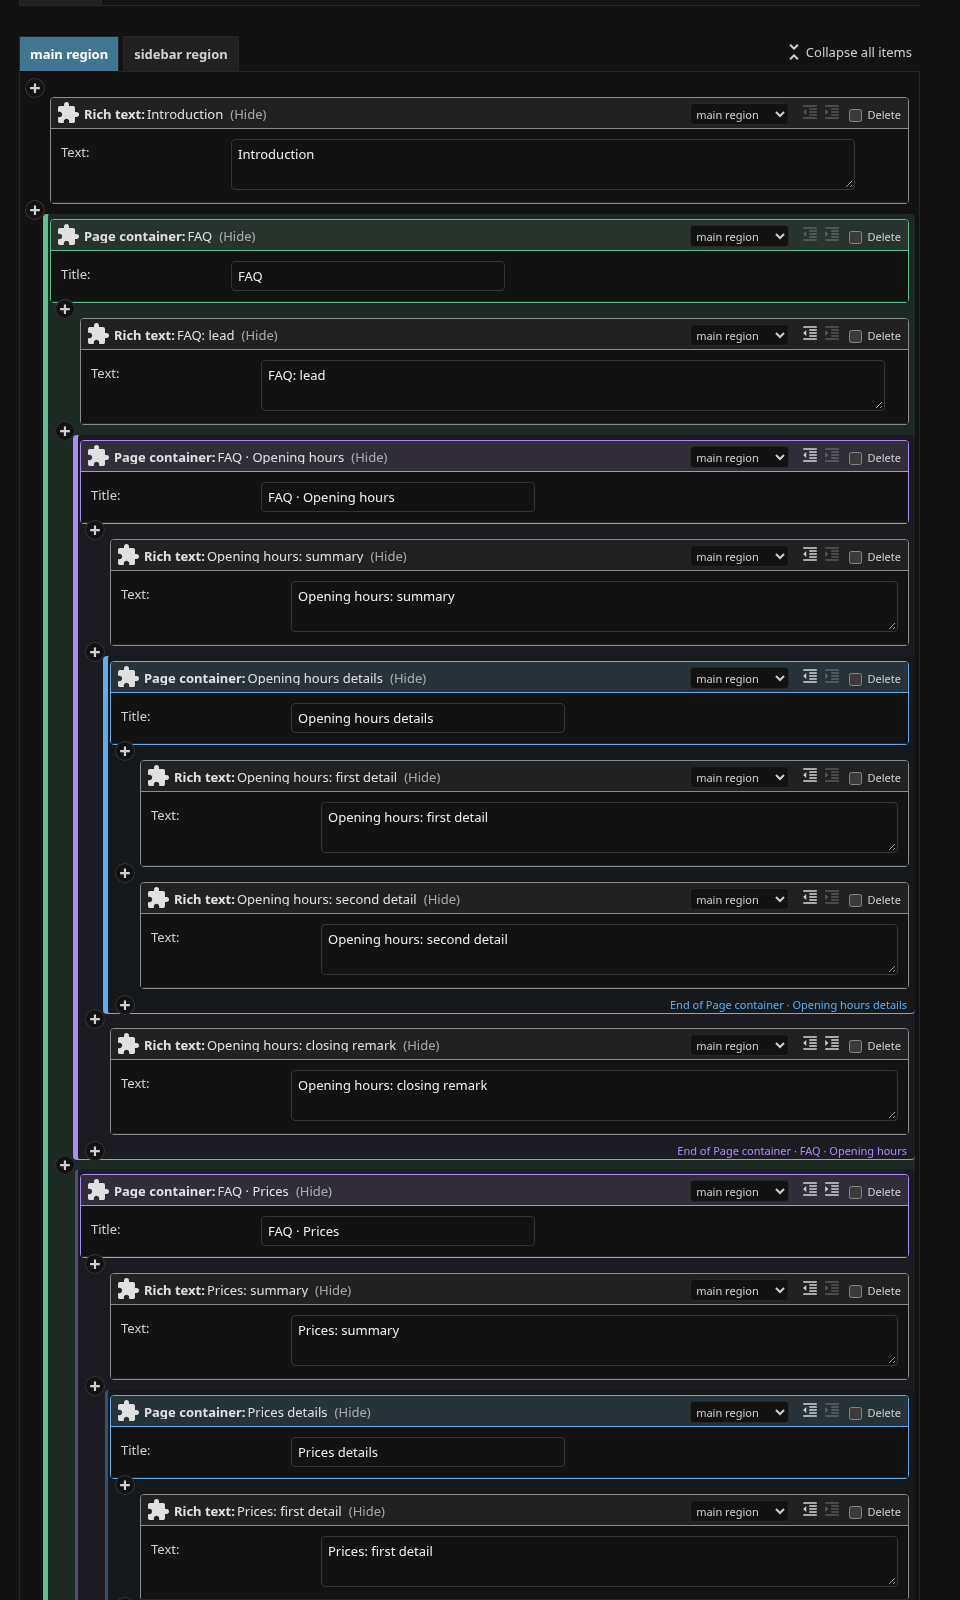 main region sidebar region Collapse all items
Rich text: Introduction (Hide) main region Delete
Text: Introduction
Page container: FAQ (Hide) main region Delete
Title: FAQ
Rich text: FAQ: lead (Hide) main region Delete
Text: FAQ: lead
Page container: FAQ · Opening hours (Hide) main region Delete
Title: FAQ · Opening hours
Rich text: Opening hours: summary (Hide) main region Delete
Text: Opening hours: summary
Page container: Opening hours details (Hide) main region Delete
Title: Opening hours details
Rich text: Opening hours: first detail (Hide) main region Delete
Text: Opening hours: first detail
Rich text: Opening hours: second detail (Hide) main region Delete
Text: Opening hours: second detail
End of Page container · Opening hours details
Rich text: Opening hours: closing remark (Hide) main region Delete
Text: Opening hours: closing remark
End of Page container · FAQ · Opening hours
Page container: FAQ · Prices (Hide) main region Delete
Title: FAQ · Prices
Rich text: Prices: summary (Hide) main region Delete
Text: Prices: summary
Page container: Prices details (Hide) main region Delete
Title: Prices details
Rich text: Prices: first detail (Hide) main region Delete
Text: Prices: first detail